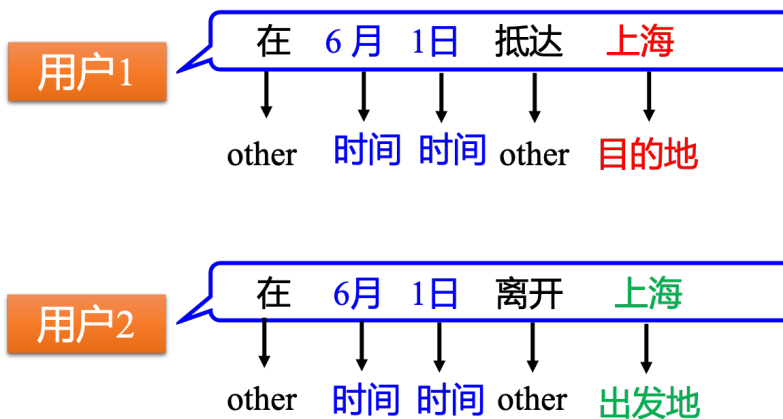 在 6 月 1日 抵达 上海
用户1
other 时间 时间 other 目的地
在 6月 1日 离开 上海
用户2
other 时间 时间 other 出发地